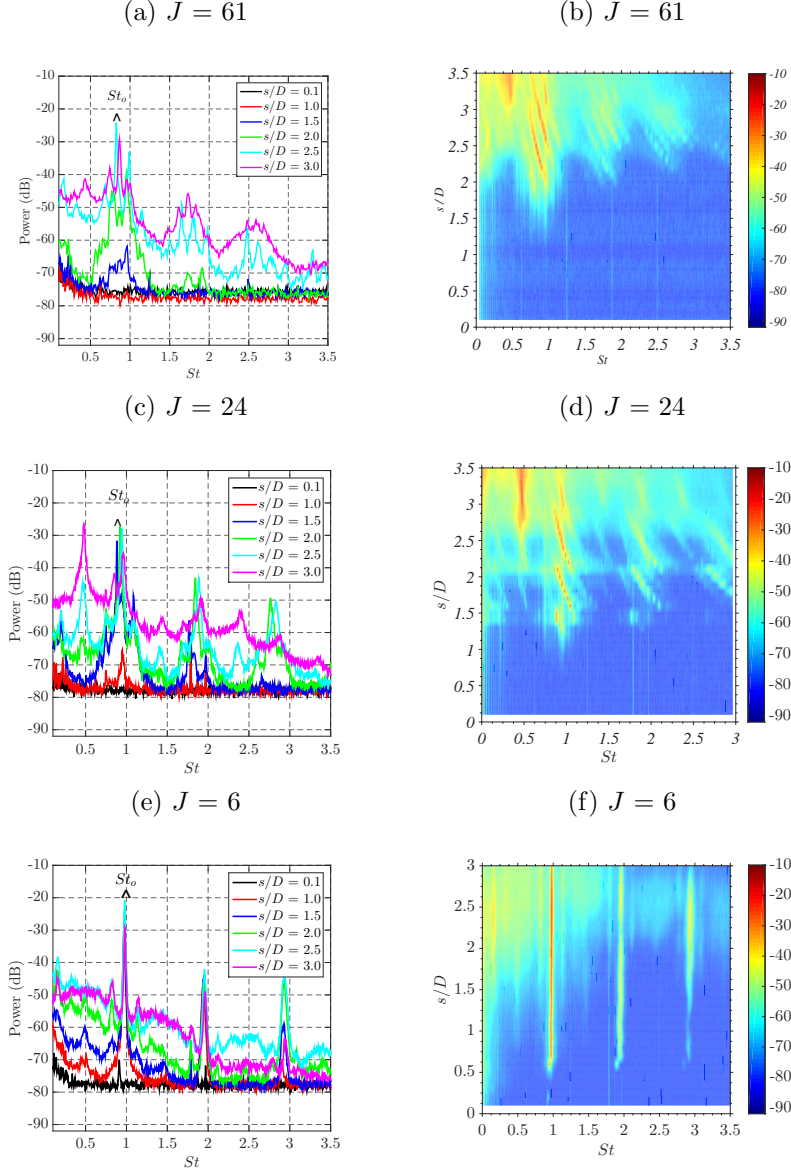 (a) J = 61
(b) J = 61
-10
-20
-30
-40
-50
-60
-70
-80
-90
Power (dB)
St₀
s/D = 0.1
s/D = 1.0
s/D = 1.5
s/D = 2.0
s/D = 2.5
s/D = 3.0
0.5 1 1.5 2 2.5 3 3.5
St
3.5
3
2.5
2
1.5
1
0.5
0
s/D
0 0.5 1 1.5 2 2.5 3 3.5
St
-10
-20
-30
-40
-50
-60
-70
-80
-90
(c) J = 24
(d) J = 24
-10
-20
-30
-40
-50
-60
-70
-80
-90
Power (dB)
St₀
s/D = 0.1
s/D = 1.0
s/D = 1.5
s/D = 2.0
s/D = 2.5
s/D = 3.0
0.5 1 1.5 2 2.5 3 3.5
St
3.5
3
2.5
2
1.5
1
0.5
0
s/D
0 0.5 1 1.5 2 2.5 3
St
-10
-20
-30
-40
-50
-60
-70
-80
-90
(e) J = 6
(f) J = 6
-10
-20
-30
-40
-50
-60
-70
-80
-90
Power (dB)
St₀
s/D = 0.1
s/D = 1.0
s/D = 1.5
s/D = 2.0
s/D = 2.5
s/D = 3.0
0.5 1 1.5 2 2.5 3 3.5
St
3
2.5
2
1.5
1
0.5
0
s/D
0 0.5 1 1.5 2 2.5 3 3.5
St
-10
-20
-30
-40
-50
-60
-70
-80
-90